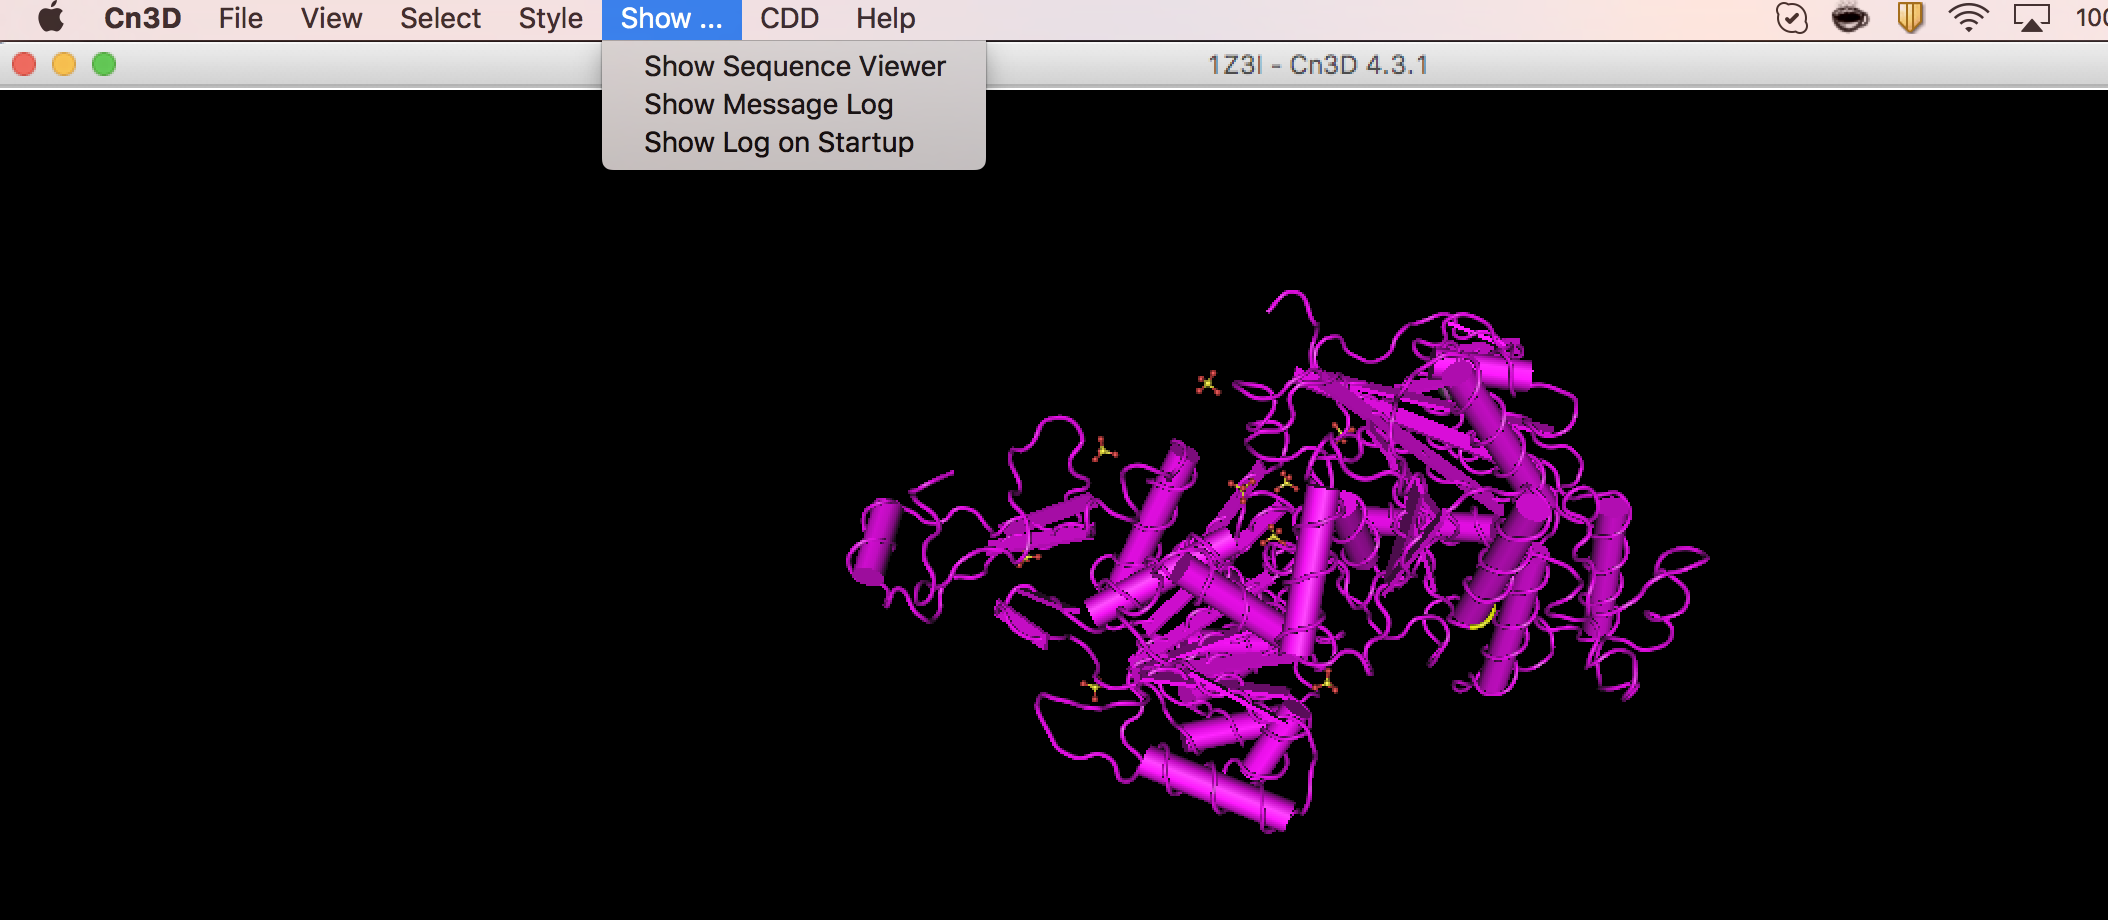 Cn3D File View Select Style Show ... CDD Help
1Z3I - Cn3D 4.3.1
Show Sequence Viewer
Show Message Log
Show Log on Startup